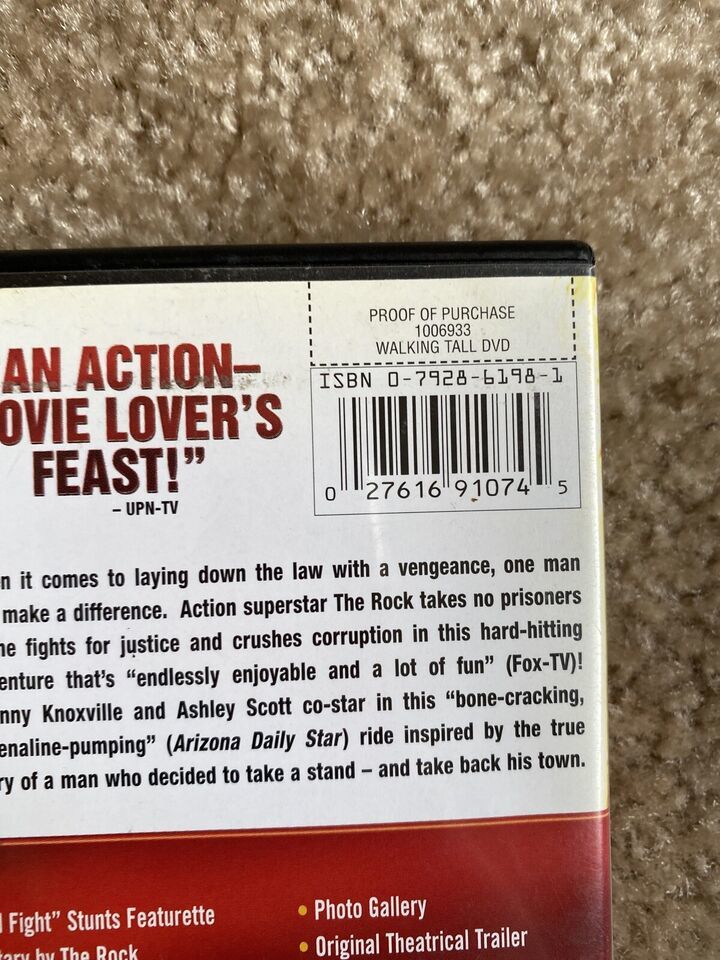 PROOF OF PURCHASE
1006933
WALKING TALL DVD
ISBN 0-7928-6198-1
0 27616 91074 5
AN ACTION–
OVIE LOVER'S
FEAST!”
– UPN-TV
n it comes to laying down the law with a vengeance, one man
make a difference. Action superstar The Rock takes no prisoners
he fights for justice and crushes corruption in this hard-hitting
enture that's “endlessly enjoyable and a lot of fun” (Fox-TV)!
nny Knoxville and Ashley Scott co-star in this “bone-cracking,
enaline-pumping” (Arizona Daily Star) ride inspired by the true
ry of a man who decided to take a stand – and take back his town.
Fight” Stunts Featurette
tary by The Rock
• Photo Gallery
• Original Theatrical Trailer